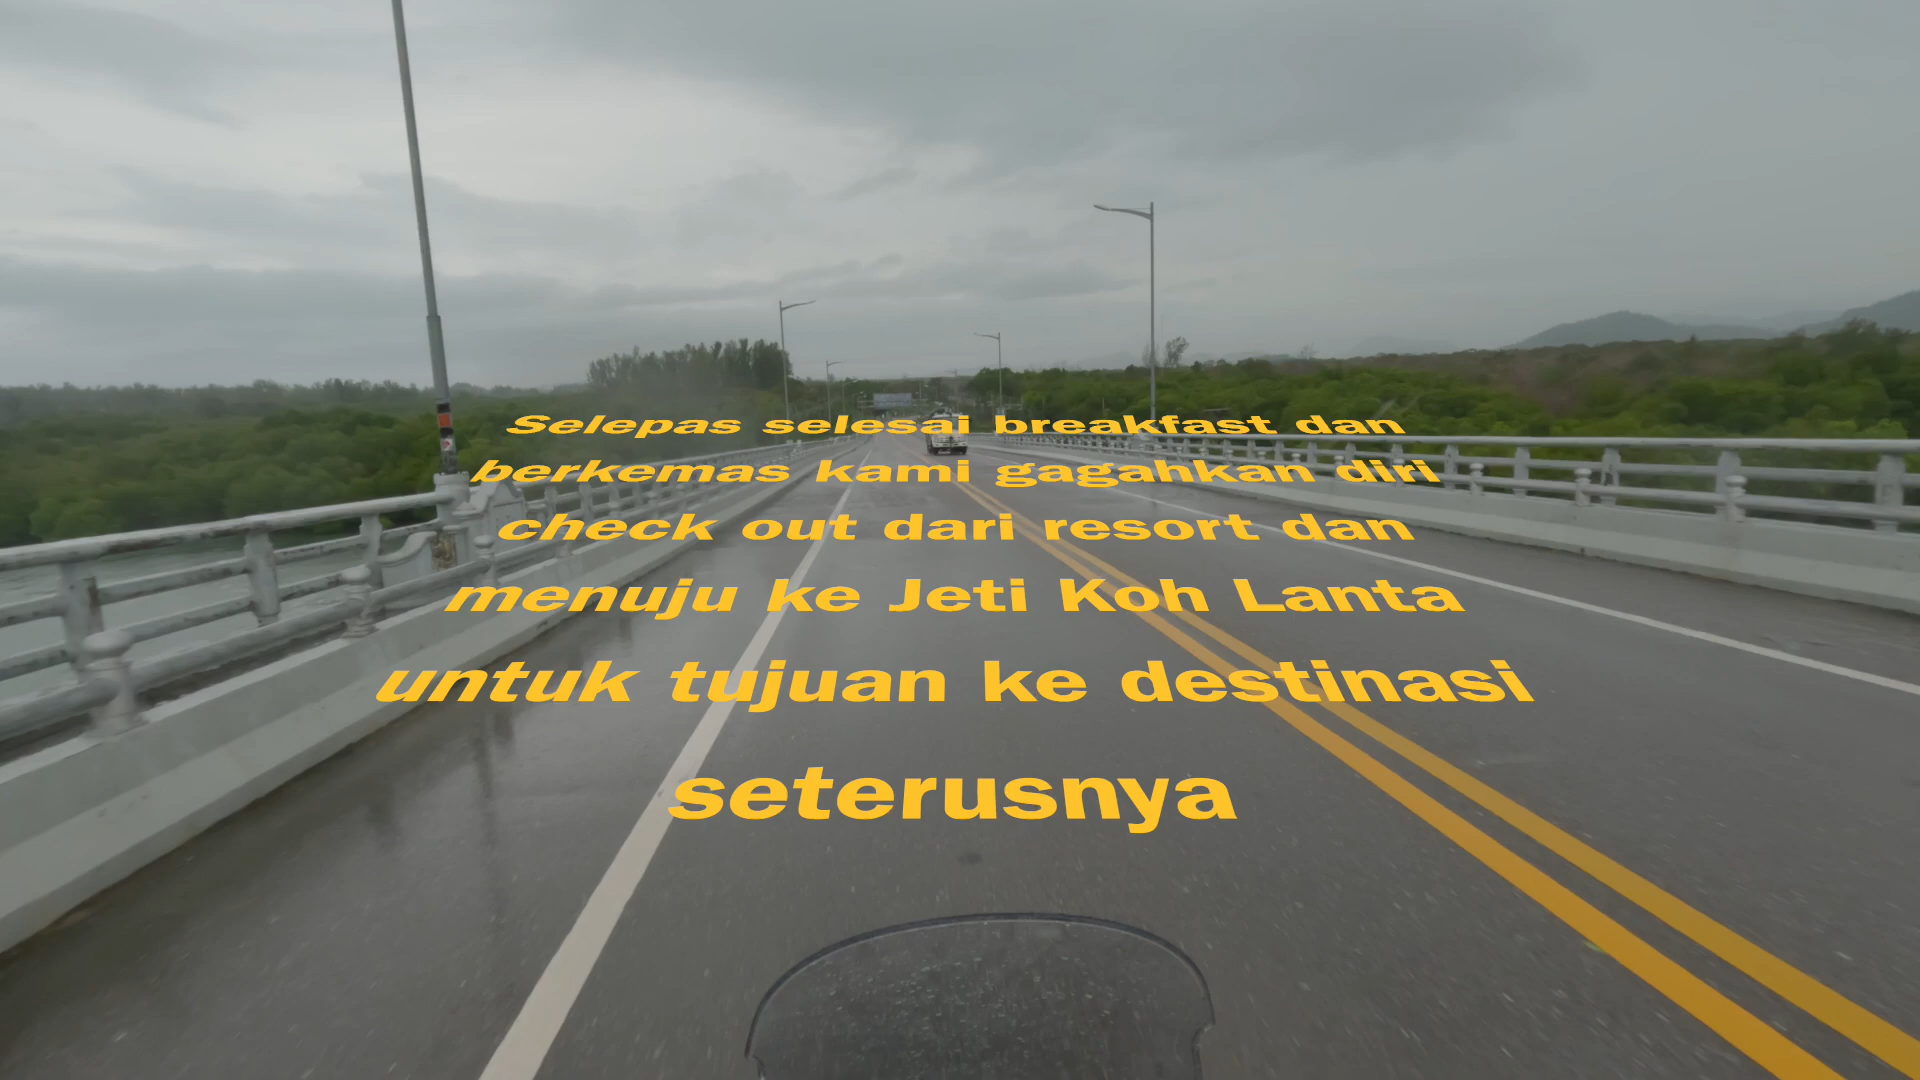 Selepas selesai breakfast dan
berkemas kami gagahkan diri
check out dari resort dan
menuju ke Jeti Koh Lanta
untuk tujuan ke destinasi
seterusnya